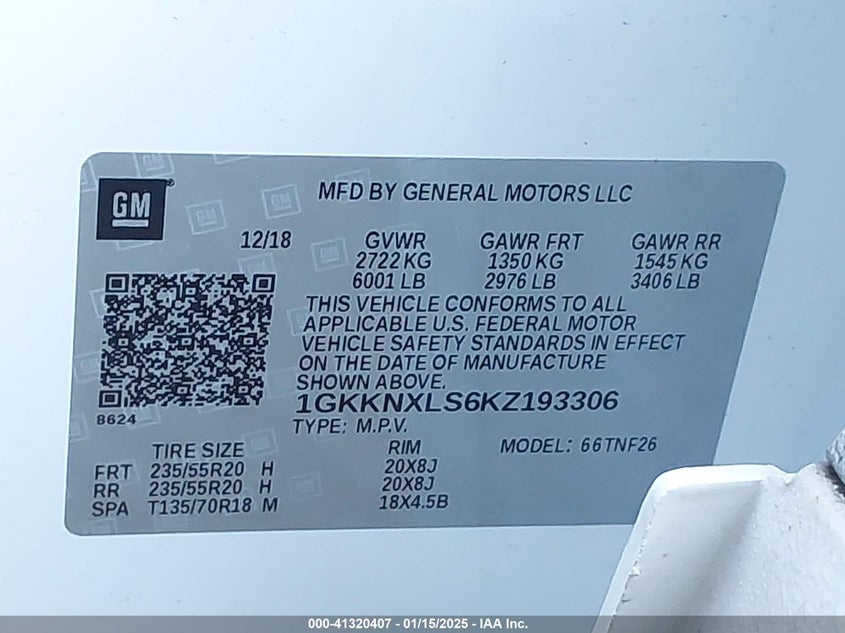 GM
MFD BY GENERAL MOTORS LLC
12/18 GVWR GAWR FRT GAWR RR
2722 KG 1350 KG 1545 KG
6001 LB 2976 LB 3406 LB
THIS VEHICLE CONFORMS TO ALL
APPLICABLE U.S. FEDERAL MOTOR
VEHICLE SAFETY STANDARDS IN EFFECT
ON THE DATE OF MANUFACTURE
SHOWN ABOVE.
1GKKNXLS6KZ193306
8624
TYPE: M.P.V. MODEL: 66TNF26
TIRE SIZE RIM
FRT 235/55R20 H 20X8J
RR 235/55R20 H 20X8J
SPA T135/70R18 M 18X4.5B
000-41320407 - 01/15/2025 - IAA Inc.